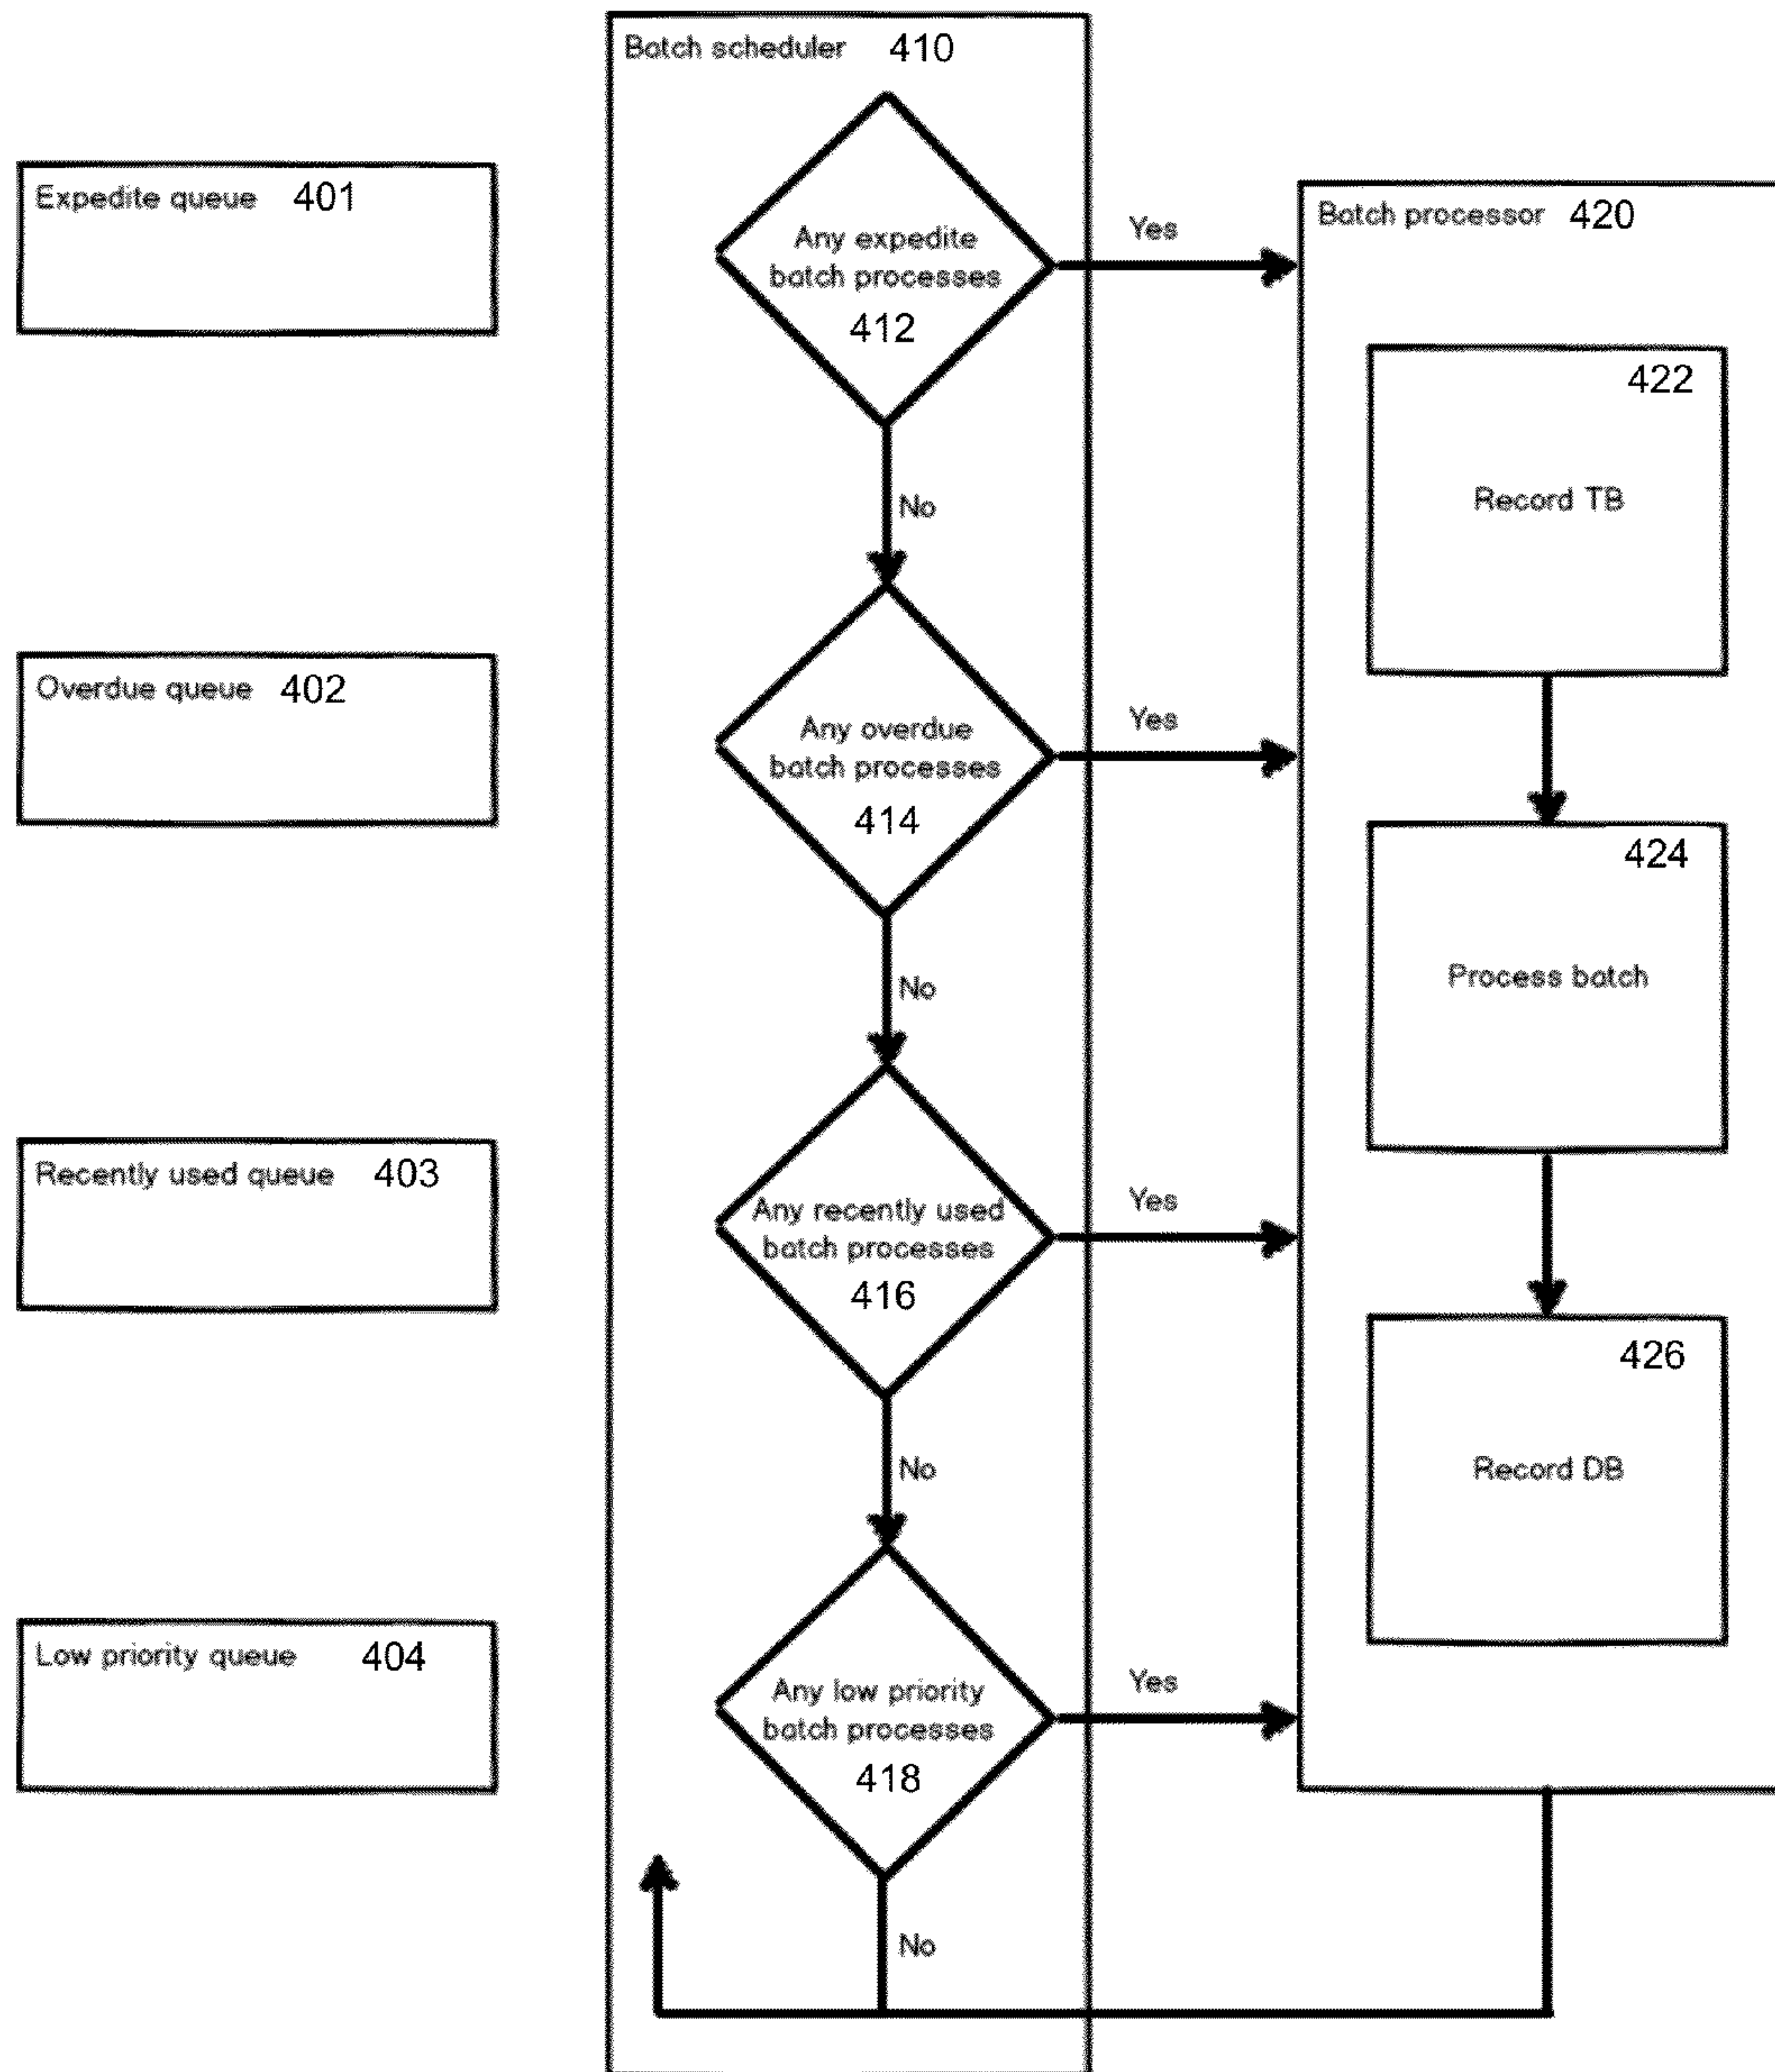 Batch scheduler 410
Expedite queue 401
Any expedite
batch processes
412
Yes
No
Overdue queue 402
Any overdue
batch processes
414
Yes
No
Recently used queue 403
Any recently used
batch processes
416
Yes
No
Low priority queue 404
Any low priority
batch processes
418
Yes
No
Batch processor 420
422
Record TB
424
Process batch
426
Record DB